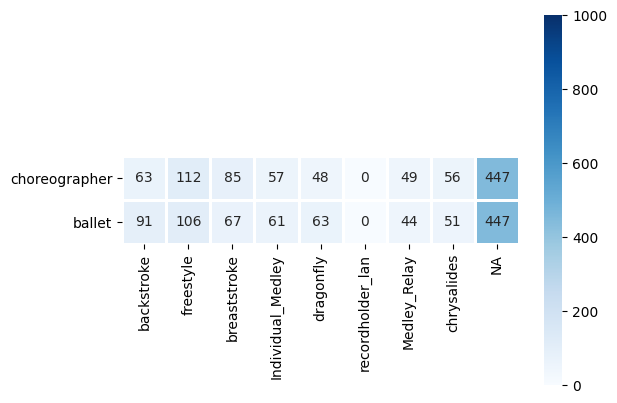 1000
800
600
400
200
0
choreographer 63 112 85 57 48 0 49 56 447
ballet 91 106 67 61 63 0 44 51 447
backstroke
freestyle
breaststroke
Individual_Medley
dragonfly
recordholder_lan
Medley_Relay
chrysalides
NA